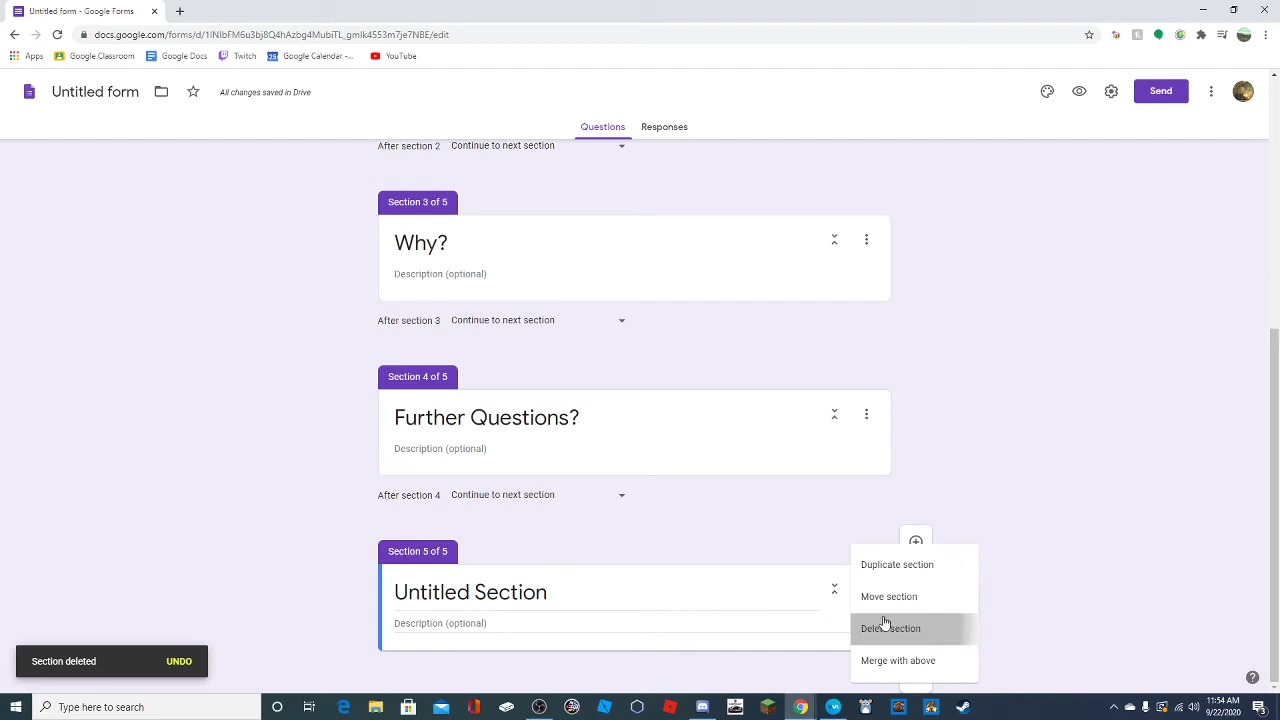 Untitled form - Google Forms
docs.google.com/forms/d/1INIbFM6u3bj8Q4hAzbg4MubiTL_gmIk4553m7je7NBE/edit
Apps Google Classroom Google Docs Twitch Google Calendar -... YouTube
Untitled form All changes saved in Drive Send
Questions Responses
After section 2 Continue to next section
Section 3 of 5
Why?
Description (optional)
After section 3 Continue to next section
Section 4 of 5
Further Questions?
Description (optional)
After section 4 Continue to next section
Section 5 of 5
Untitled Section
Description (optional)
Duplicate section
Move section
Delete section
Merge with above
Section deleted UNDO
Type here to search
11:54 AM
9/22/2020